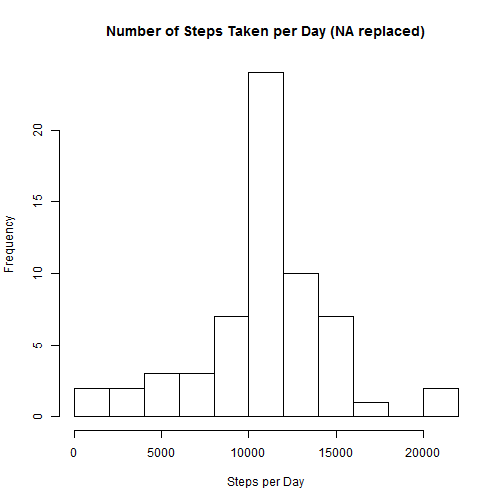 Number of Steps Taken per Day (NA replaced)
Frequency
20
15
10
5
0
0 5000 10000 15000 20000
Steps per Day